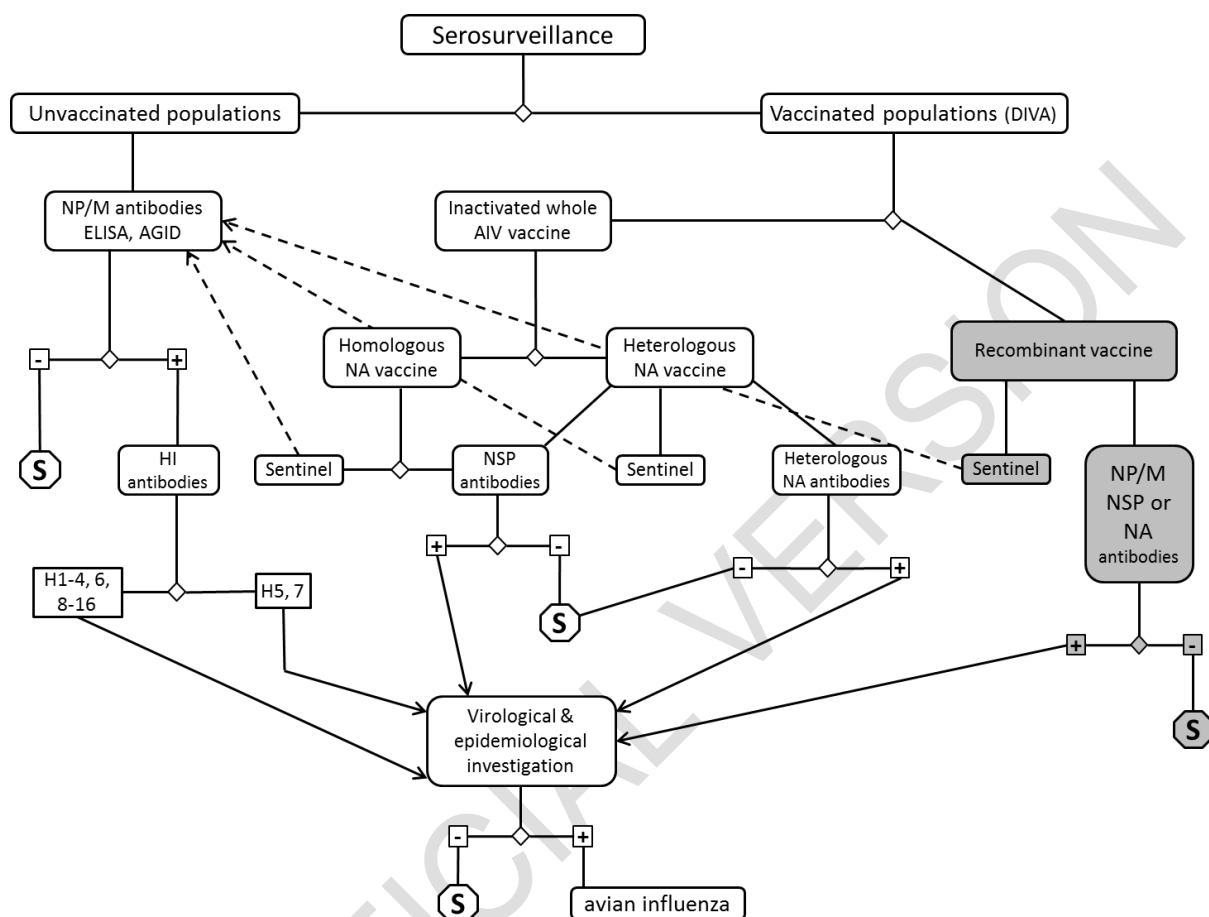 Serosurveillance
Unvaccinated populations
Vaccinated populations (DIVA)
NP/M antibodies
ELISA, AGID
Inactivated whole
AIV vaccine
Homologous
NA vaccine
Heterologous
NA vaccine
Recombinant vaccine
-
+
S
HI
antibodies
Sentinel
NSP
antibodies
Sentinel
Heterologous
NA antibodies
Sentinel
NP/M
NSP or
NA
antibodies
+
-
-
+
H1-4, 6,
8-16
H5, 7
S
+
-
S
Virological &
epidemiological
investigation
-
+
S
avian influenza
FICIAL VERSION